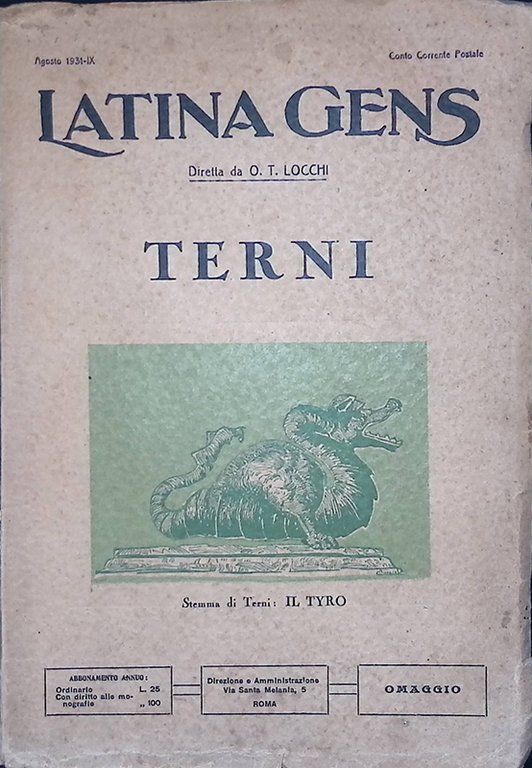 Agosto 1931-IX
Conto Corrente Postale
LATINA GENS
Diretta da O. T. LOCCHI
TERNI
Stemma di Terni: IL TYRO
ABBONAMENTO ANNUO:
Ordinario L. 25
Con diritto alle mo-
nografie „ 100
Direzione e Amministrazione
Via Santa Melania, 5
ROMA
OMAGGIO